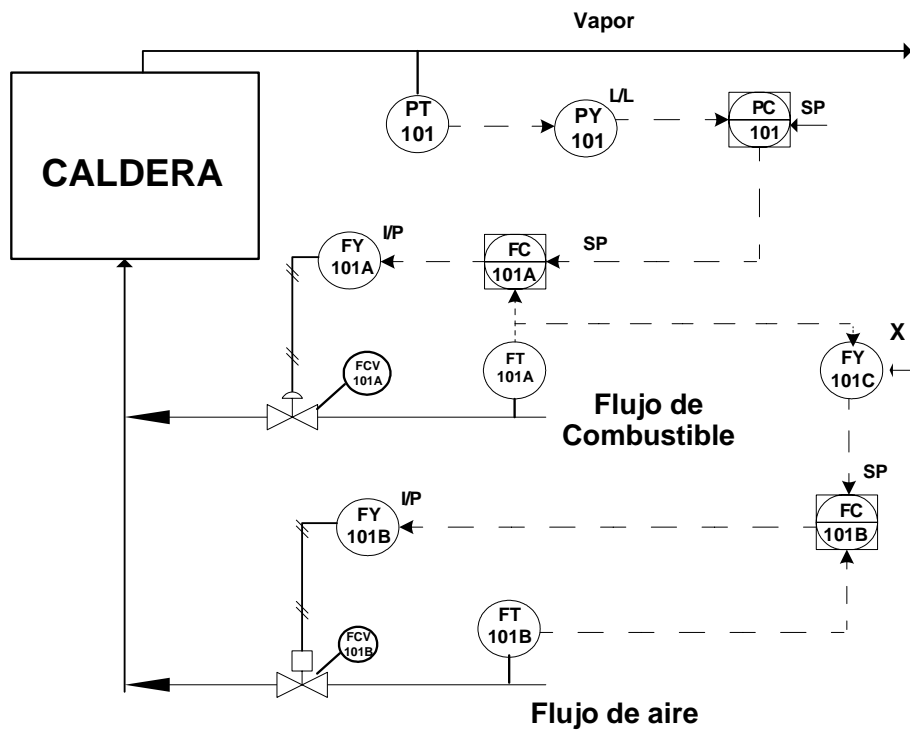 Vapor
CALDERA
PT
101
L/L
PY
101
PC
101
SP
I/P
FY
101A
FC
101A
SP
FT
101A
X
FY
101C
FCV
101A
Flujo de
Combustible
SP
I/P
FY
101B
FC
101B
FT
101B
FCV
101B
Flujo de aire